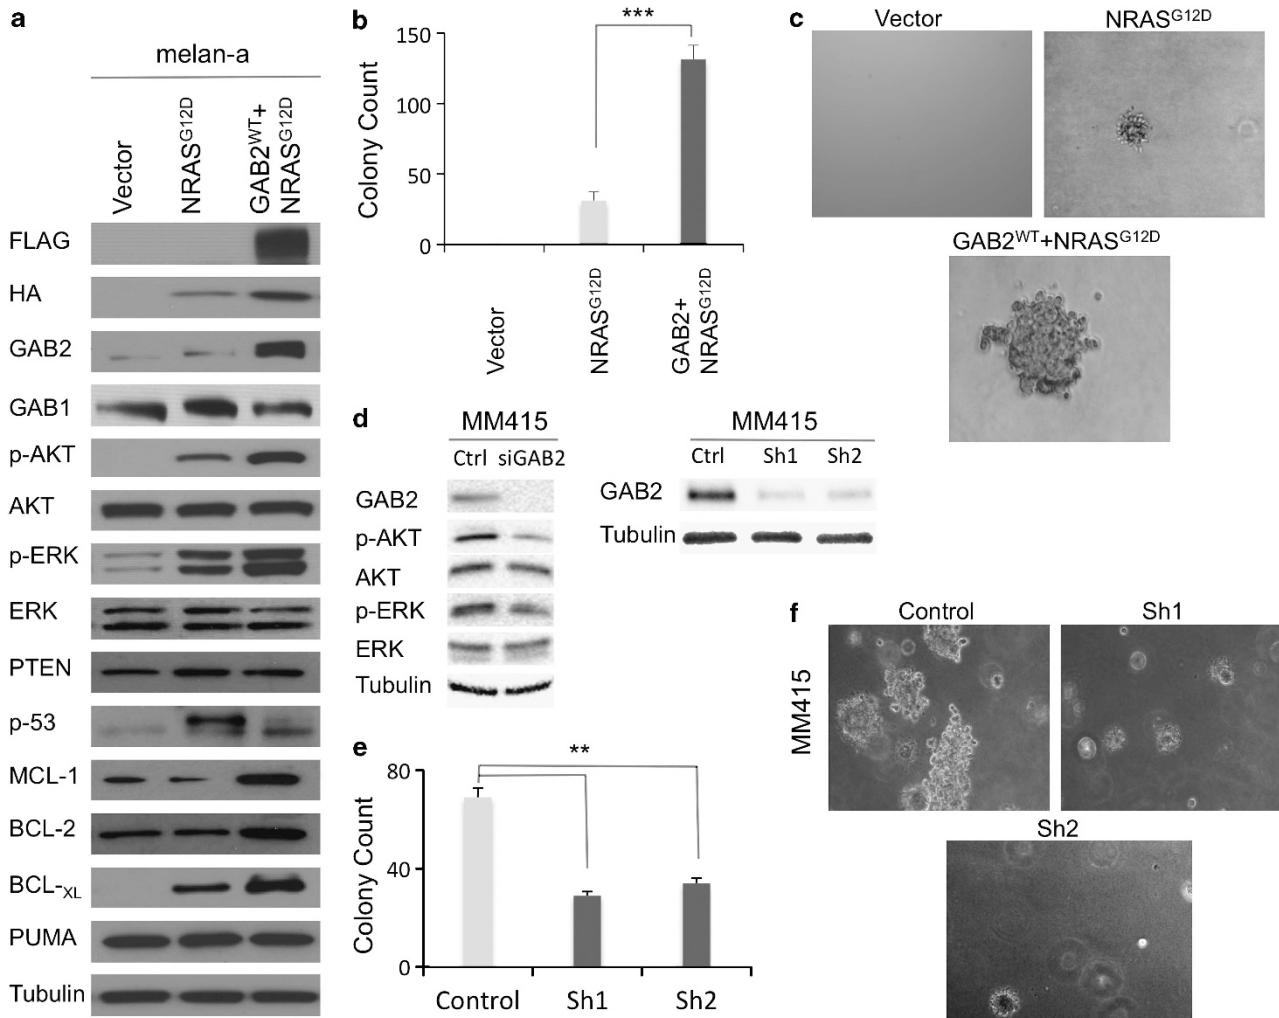 a
melan-a
Vector
NRASG12D
GAB2WT+
NRASG12D
FLAG
HA
GAB2
GAB1
p-AKT
AKT
p-ERK
ERK
PTEN
p-53
MCL-1
BCL-2
BCL-XL
PUMA
Tubulin
b
***
150
100
50
0
Colony Count
Vector
NRASG12D
GAB2+
NRASG12D
c
Vector
NRASG12D
GAB2WT+NRASG12D
d
MM415
Ctrl siGAB2
GAB2
p-AKT
AKT
p-ERK
ERK
Tubulin
MM415
Ctrl Sh1 Sh2
GAB2
Tubulin
e
**
80
40
0
Colony Count
Control Sh1 Sh2
f
Control
Sh1
MM415
Sh2